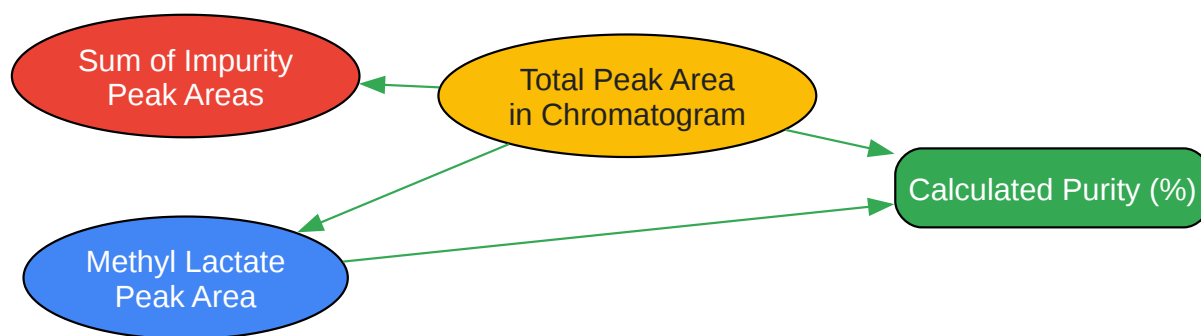 Sum of Impurity
Peak Areas
Total Peak Area
in Chromatogram
Calculated Purity (%)
Methyl Lactate
Peak Area